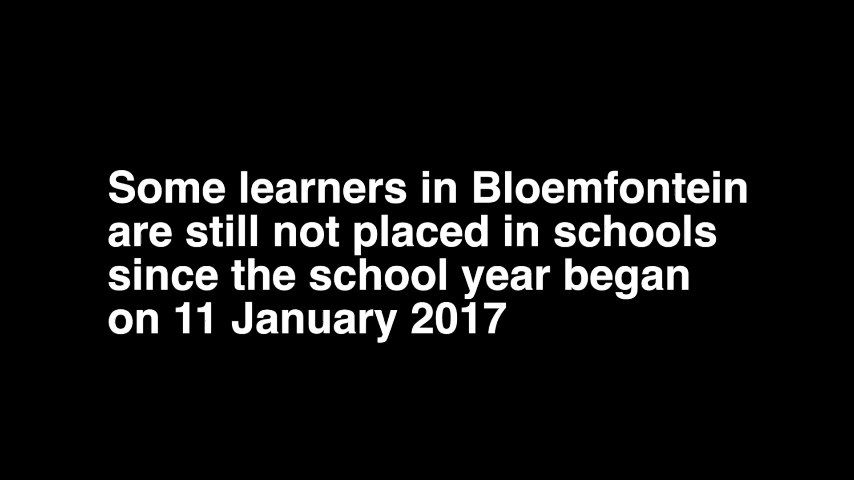 Some learners in Bloemfontein
are still not placed in schools
since the school year began
on 11 January 2017